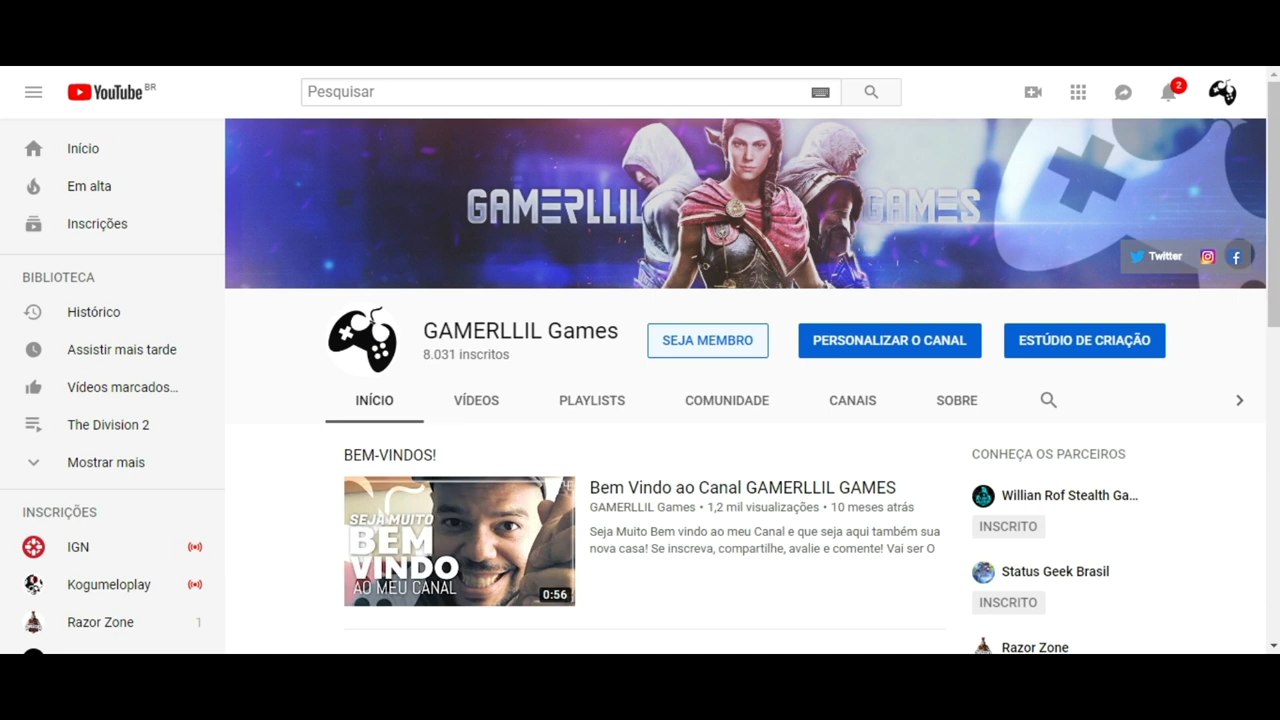 YouTube BR
Pesquisar
2
Início
Em alta
Inscrições
BIBLIOTECA
Histórico
Assistir mais tarde
Vídeos marcados...
The Division 2
Mostrar mais
INSCRIÇÕES
IGN
Kogumeloplay
Razor Zone 1
GAMERLLIL GAMES
Twitter
GAMERLLIL Games
8.031 inscritos
SEJA MEMBRO
PERSONALIZAR O CANAL
ESTÚDIO DE CRIAÇÃO
INÍCIO VÍDEOS PLAYLISTS COMUNIDADE CANAIS SOBRE
BEM-VINDOS!
SEJA MUITO
BEM
VINDO
AO MEU CANAL
0:56
Bem Vindo ao Canal GAMERLLIL GAMES
GAMERLLIL Games • 1,2 mil visualizações • 10 meses atrás
Seja Muito Bem vindo ao meu Canal e que seja aqui também sua
nova casa! Se inscreva, compartilhe, avalie e comente! Vai ser O
CONHEÇA OS PARCEIROS
Willian Rof Stealth Ga...
INSCRITO
Status Geek Brasil
INSCRITO
Razor Zone